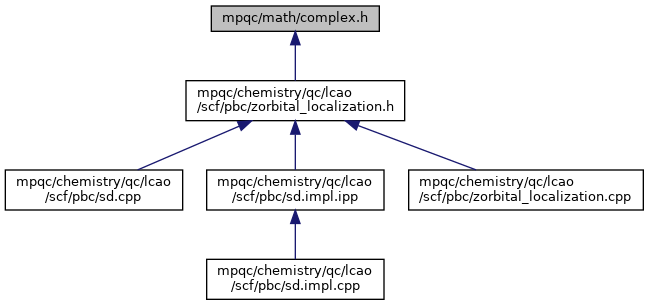 mpqc/math/complex.h
mpqc/chemistry/qc/lcao
/scf/pbc/zorbital_localization.h
mpqc/chemistry/qc/lcao
/scf/pbc/sd.cpp
mpqc/chemistry/qc/lcao
/scf/pbc/sd.impl.ipp
mpqc/chemistry/qc/lcao
/scf/pbc/zorbital_localization.cpp
mpqc/chemistry/qc/lcao
/scf/pbc/sd.impl.cpp